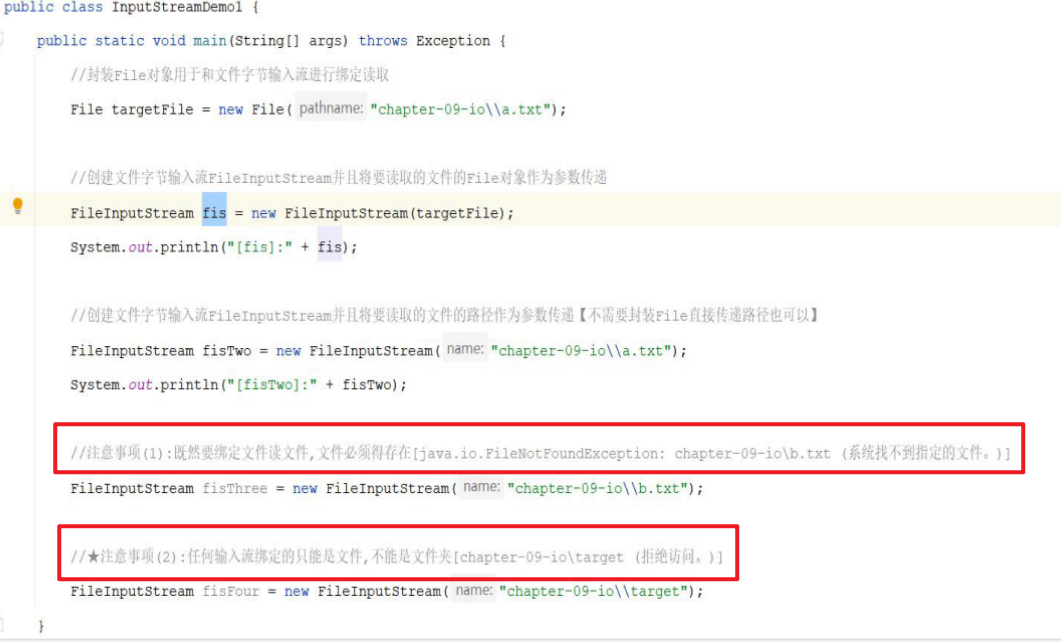 public class InputStreamDemo1 {
public static void main(String[] args) throws Exception {
//封装File对象用于和文件字节输入流进行绑定读取
File targetFile = new File( pathname: "chapter-09-io\\a.txt");
//创建文件字节输入流FileInputStream并且将要读取的文件的File对象作为参数传递
FileInputStream fis = new FileInputStream(targetFile);
System.out.println("[fis]:" + fis);
//创建文件字节输入流FileInputStream并且将要读取的文件的路径作为参数传递【不需要封装File直接传递路径也可以】
FileInputStream fisTwo = new FileInputStream( name: "chapter-09-io\\a.txt");
System.out.println("[fisTwo]:" + fisTwo);
//注意事项(1):既然要绑定文件读文件,文件必须得存在[java.io.FileNotFoundException: chapter-09-io\b.txt (系统找不到指定的文件。)]
FileInputStream fisThree = new FileInputStream( name: "chapter-09-io\\b.txt");
//★注意事项(2):任何输入流绑定的只能是文件,不能是文件夹[chapter-09-io\target (拒绝访问。)]
FileInputStream fisFour = new FileInputStream( name: "chapter-09-io\\target");
}